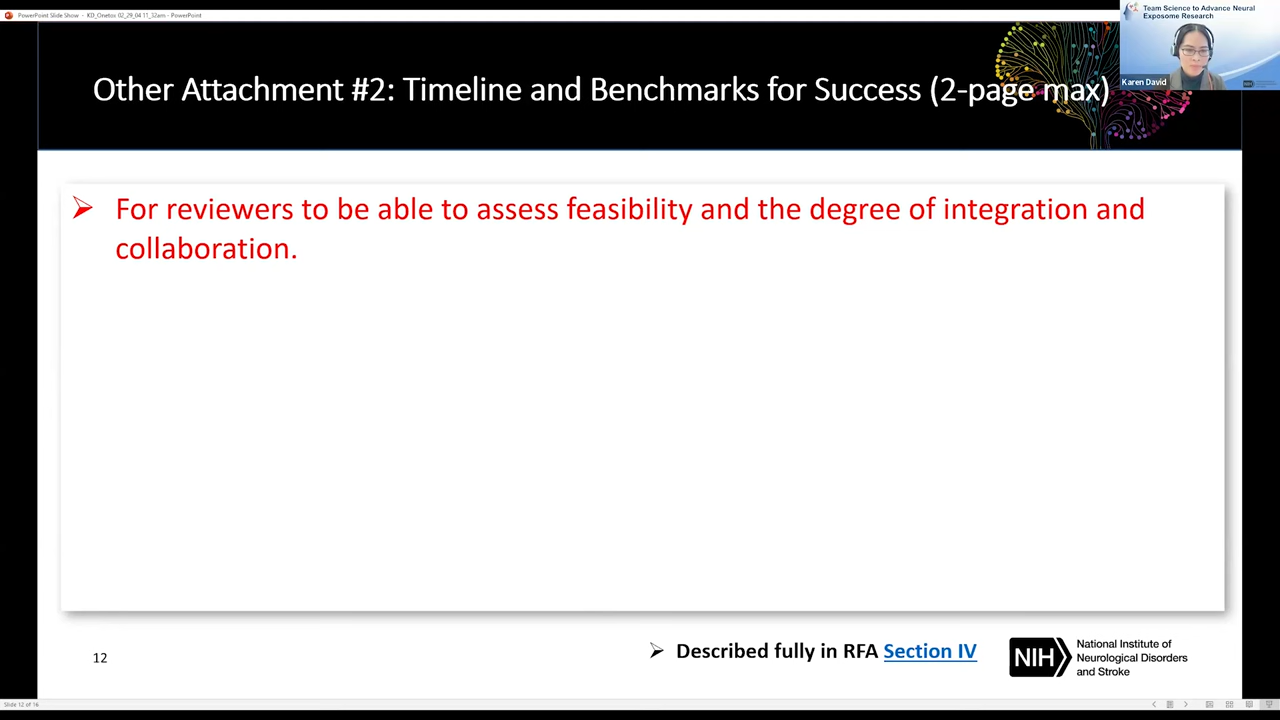 PowerPoint Slide Show - KD_Onetox 02_29_04 11_32am - PowerPoint
Team Science to Advance Neural
Exposome Research
Karen David
Other Attachment #2: Timeline and Benchmarks for Success (2-page max)
➢ For reviewers to be able to assess feasibility and the degree of integration and
collaboration.
12
➢ Described fully in RFA Section IV
NIH
National Institute of
Neurological Disorders
and Stroke
Slide 12 of 16